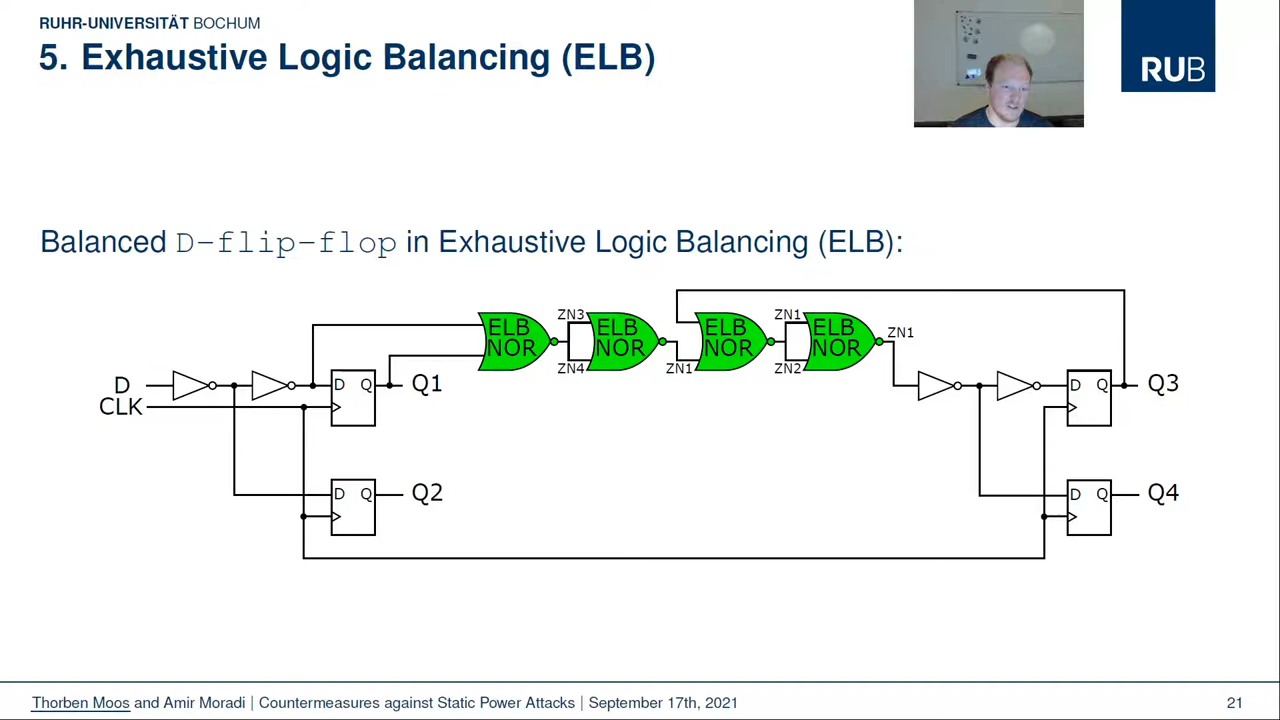 RUHR-UNIVERSITÄT BOCHUM
5. Exhaustive Logic Balancing (ELB)
RUB
Balanced D-flip-flop in Exhaustive Logic Balancing (ELB):
ELB NOR
ZN3
ZN4
ELB NOR
ZN1
ELB NOR
ZN1
ZN2
ELB NOR
ZN1
D
CLK
D Q
Q1
D Q
Q3
D Q
Q2
D Q
Q4
Thorben Moos and Amir Moradi | Countermeasures against Static Power Attacks | September 17th, 2021
21